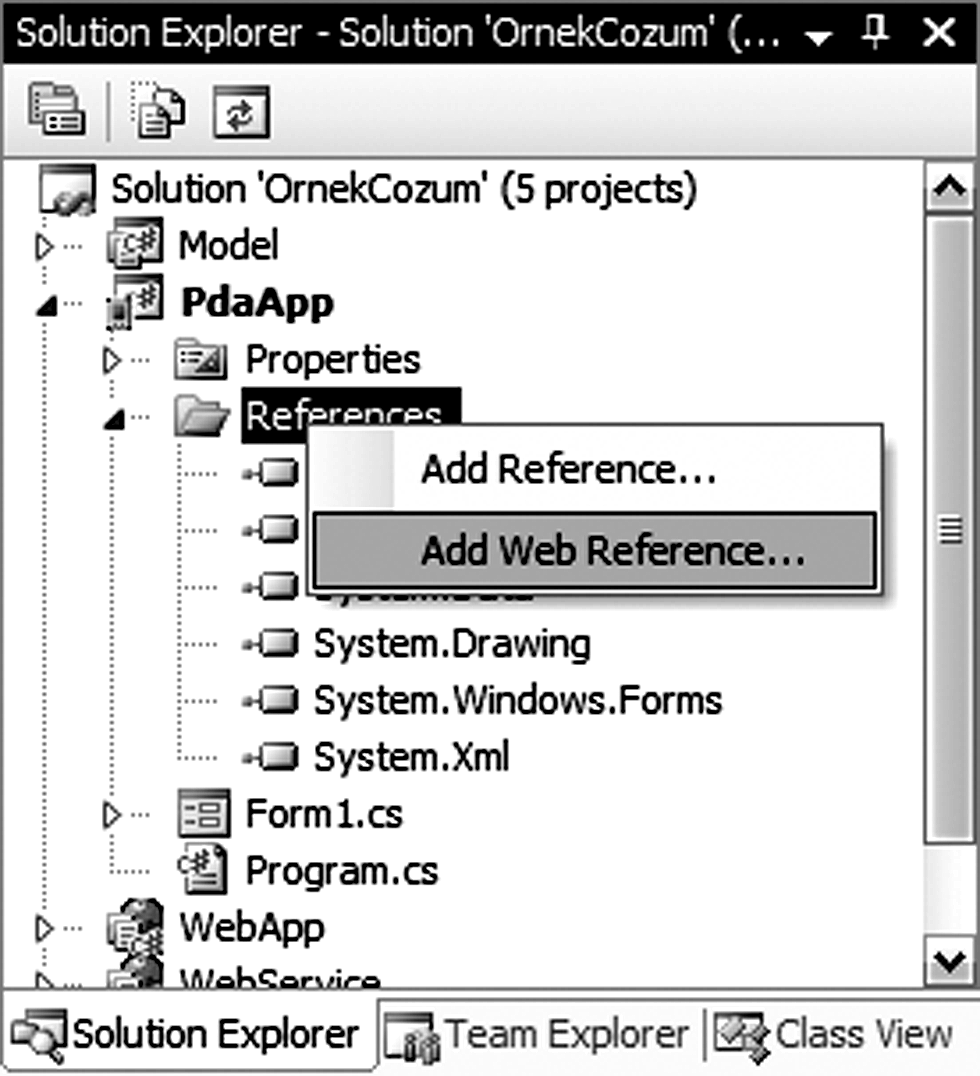 Solution Explorer - Solution 'OrnekCozum' (...
Solution 'OrnekCozum' (5 projects)
Model
PdaApp
Properties
References
Add Reference...
Add Web Reference...
System.Drawing
System.Windows.Forms
System.Xml
Form1.cs
Program.cs
WebApp
WebService
Solution Explorer
Team Explorer
Class View